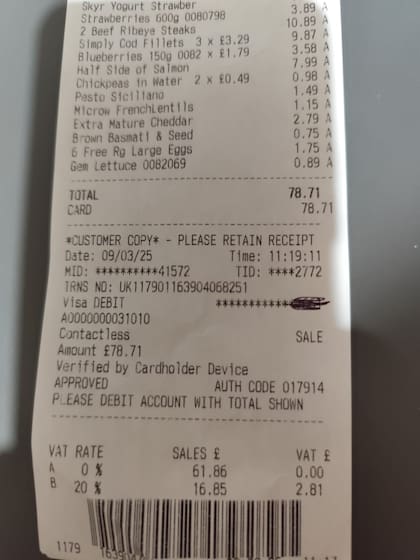 Skyr Yogurt Strawber 3.89 A
Strawberries 600g 0080798
2 Beef Ribeye Steaks 10.89 A
Simply Cod Fillets 3 x £3.29 9.87 A
Blueberries 150g 0082 x £1.79 3.58 A
Half Side of Salmon 7.99 A
Chickpeas in Water 2 x £0.49 0.98 A
Pesto Siciliano 1.49 A
Microw FrenchLentils 1.15 A
Extra Mature Cheddar 2.79 A
Brown Basmati & Seed 0.75 A
6 Free Rg Large Eggs 1.75 A
Gem Lettuce 0082069 0.89 A
TOTAL 78.71
CARD 78.71
*CUSTOMER COPY* - PLEASE RETAIN RECEIPT
Date: 09/03/25 Time: 11:19:11
MID: **********41572 TID: ****2772
TRNS NO: UK117901163904068251
Visa DEBIT ************
A0000000031010
Contactless SALE
Amount £78.71
Verified by Cardholder Device
APPROVED AUTH CODE 017914
PLEASE DEBIT ACCOUNT WITH TOTAL SHOWN
VAT RATE SALES £ VAT £
A 0 % 61.86 0.00
B 20 % 16.85 2.81
1179